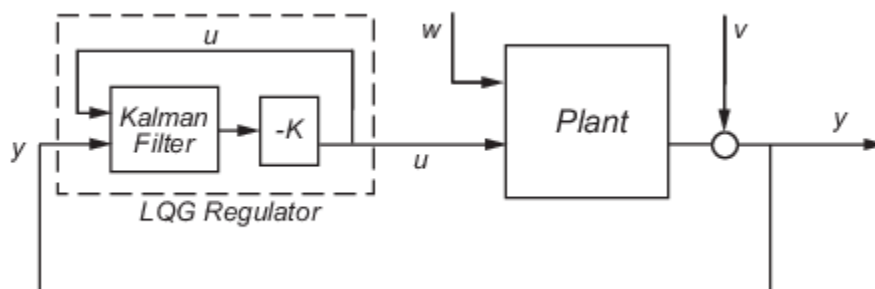 u
Kalman
Filter
-K
y
LQG Regulator
u
w
Plant
v
y